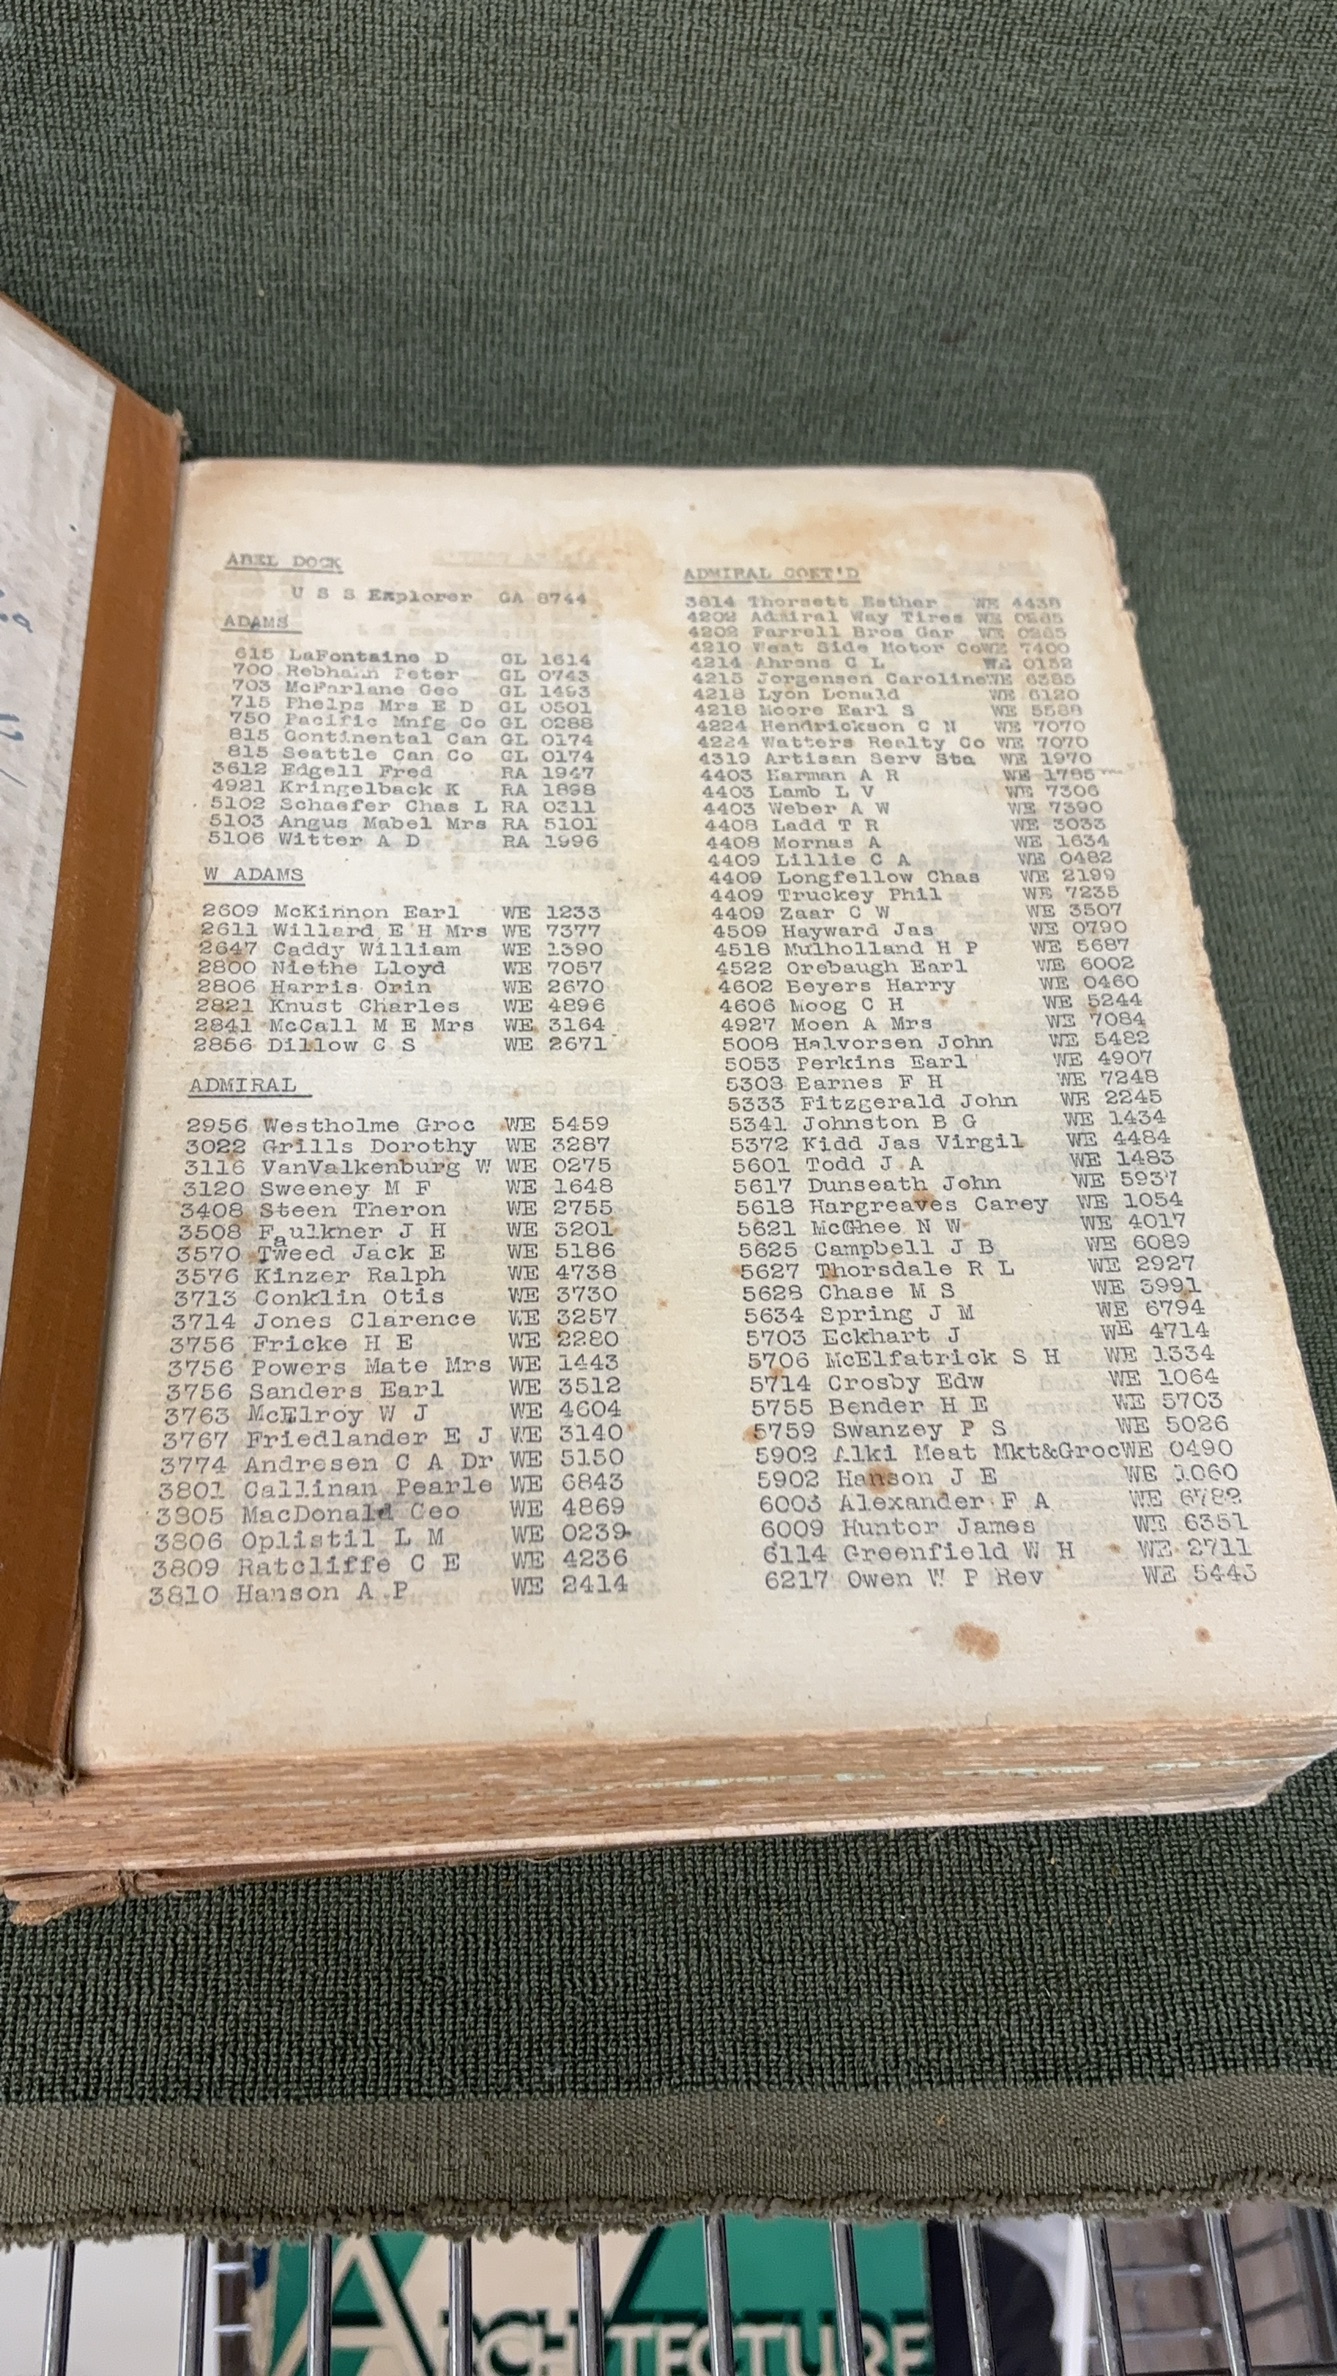 ABEL DOCK
U S S Explorer GA 8744
ADAMS
615 LaFontaine D GL 1614
700 Rebhahn Peter GL 0743
703 McFarlane Geo GL 1493
715 Phelps Mrs E D GL 0501
750 Pacific Mnfg Co GL 0288
815 Continental Can GL 0174
815 Seattle Can Co GL 0174
3612 Edgell Fred RA 1947
4921 Kringelback K RA 1898
5102 Schaefer Chas L RA 0311
5103 Angus Mabel Mrs RA 5101
5106 Witter A D RA 1996
W ADAMS
2609 McKinnon Earl WE 1233
2611 Willard E H Mrs WE 7377
2647 Caddy William WE 1390
2800 Niethe Lloyd WE 7057
2806 Harris Orin WE 2670
2821 Knust Charles WE 4896
2841 McCall M E Mrs WE 3164
2856 Dillow C S WE 2671
ADMIRAL
2956 Westholme Groc WE 5459
3022 Grills Dorothy WE 3287
3116 VanValkenburg W WE 0275
3120 Sweeney M F WE 1648
3408 Steen Theron WE 2755
3508 Faulkner J H WE 3201
3570 Tweed Jack E WE 5186
3576 Kinzer Ralph WE 4738
3713 Conklin Otis WE 3730
3714 Jones Clarence WE 3257
3756 Fricke H E WE 2280
3756 Powers Mate Mrs WE 1443
3756 Sanders Earl WE 3512
3763 McElroy W J WE 4604
3767 Friedlander E J WE 3140
3774 Andresen C A Dr WE 5150
3801 Callinan Pearle WE 6843
3805 MacDonald Geo WE 4869
3806 Oplistil L M WE 0239
3809 Ratcliffe C E WE 4236
3810 Hanson A P WE 2414
ADMIRAL CONT'D
3814 Thorsett Esther WE 4438
4202 Admiral Way Tires WE 0265
4202 Farrell Bros Gar WE 0265
4210 West Side Motor CoWE 7400
4214 Ahrens C L WE 0152
4215 Jorgensen CarolineWE 6385
4218 Lyon Donald WE 6120
4218 Moore Earl S WE 5588
4224 Hendrickson C N WE 7070
4224 Watters Realty Co WE 7070
4319 Artisan Serv Sta WE 1970
4403 Karman A R WE 1785
4403 Lamb L V WE 7306
4403 Weber A W WE 7390
4408 Ladd T R WE 3033
4408 Mornas A WE 1634
4409 Lillie C A WE 0482
4409 Longfellow Chas WE 2199
4409 Truckey Phil WE 7235
4409 Zaar C W WE 3507
4509 Hayward Jas WE 0790
4518 Mulholland H P WE 5687
4522 Orebaugh Earl WE 6002
4602 Beyers Harry WE 0460
4606 Moog C H WE 5244
4927 Moen A Mrs WE 7084
5008 Halvorsen John WE 5482
5053 Perkins Earl WE 4907
5303 Barnes F H WE 7248
5333 Fitzgerald John WE 2245
5341 Johnston B G WE 1434
5372 Kidd Jas Virgil WE 4484
5601 Todd J A WE 1483
5617 Dunseath John WE 5937
5618 Hargreaves Carey WE 1054
5621 McGhee N W WE 4017
5625 Campbell J B WE 6089
5627 Thorsdale R L WE 2927
5628 Chase M S WE 3991
5634 Spring J M WE 6794
5703 Eckhart J WE 4714
5706 McElfatrick S H WE 1334
5714 Crosby Edw WE 1064
5755 Bender H E WE 5703
5759 Swanzey P S WE 5026
5902 Alki Meat Mkt&GrocWE 0490
5902 Hanson J E WE 1060
6003 Alexander F A WE 6782
6009 Huntor James WE 6351
6114 Greenfield W H WE 2711
6217 Owen W P Rev WE 5443
ARCHITECTURE